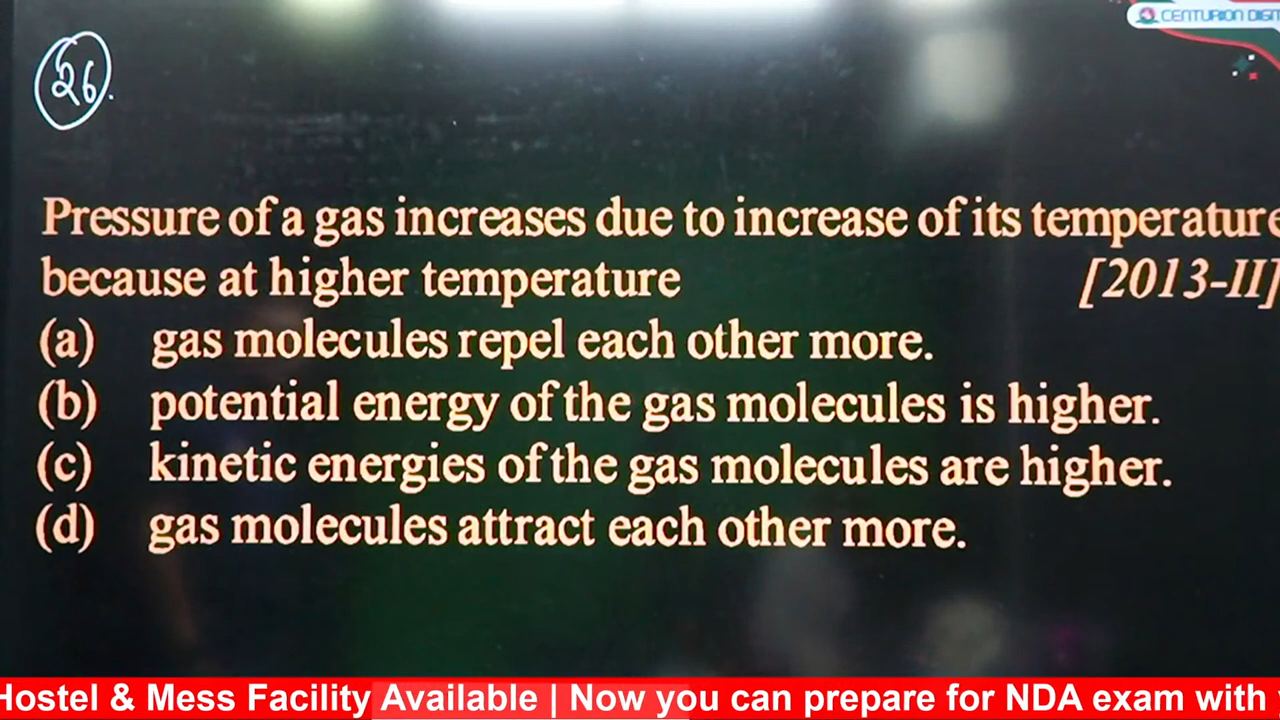 CENTURION DIGIT
26.
Pressure of a gas increases due to increase of its temperature
because at higher temperature [2013-II]
(a) gas molecules repel each other more.
(b) potential energy of the gas molecules is higher.
(c) kinetic energies of the gas molecules are higher.
(d) gas molecules attract each other more.
Hostel & Mess Facility Available | Now you can prepare for NDA exam with